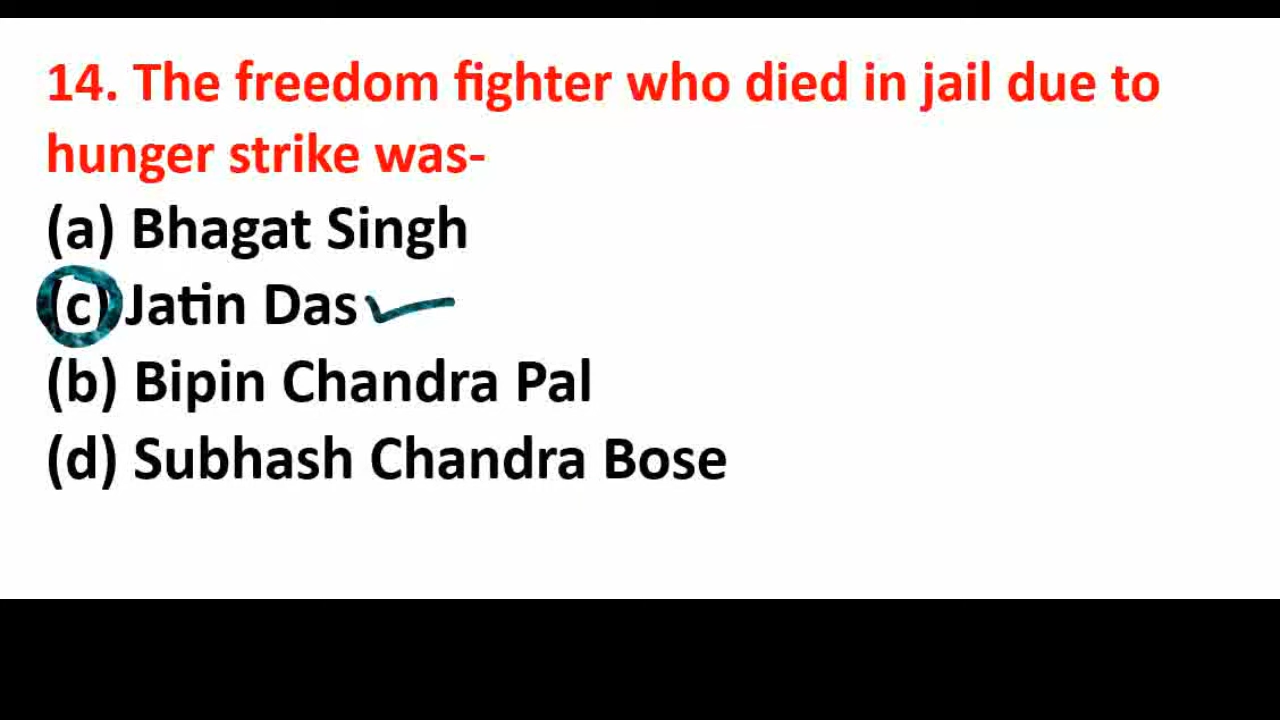 14. The freedom fighter who died in jail due to
hunger strike was-
(a) Bhagat Singh
(c) Jatin Das
(b) Bipin Chandra Pal
(d) Subhash Chandra Bose